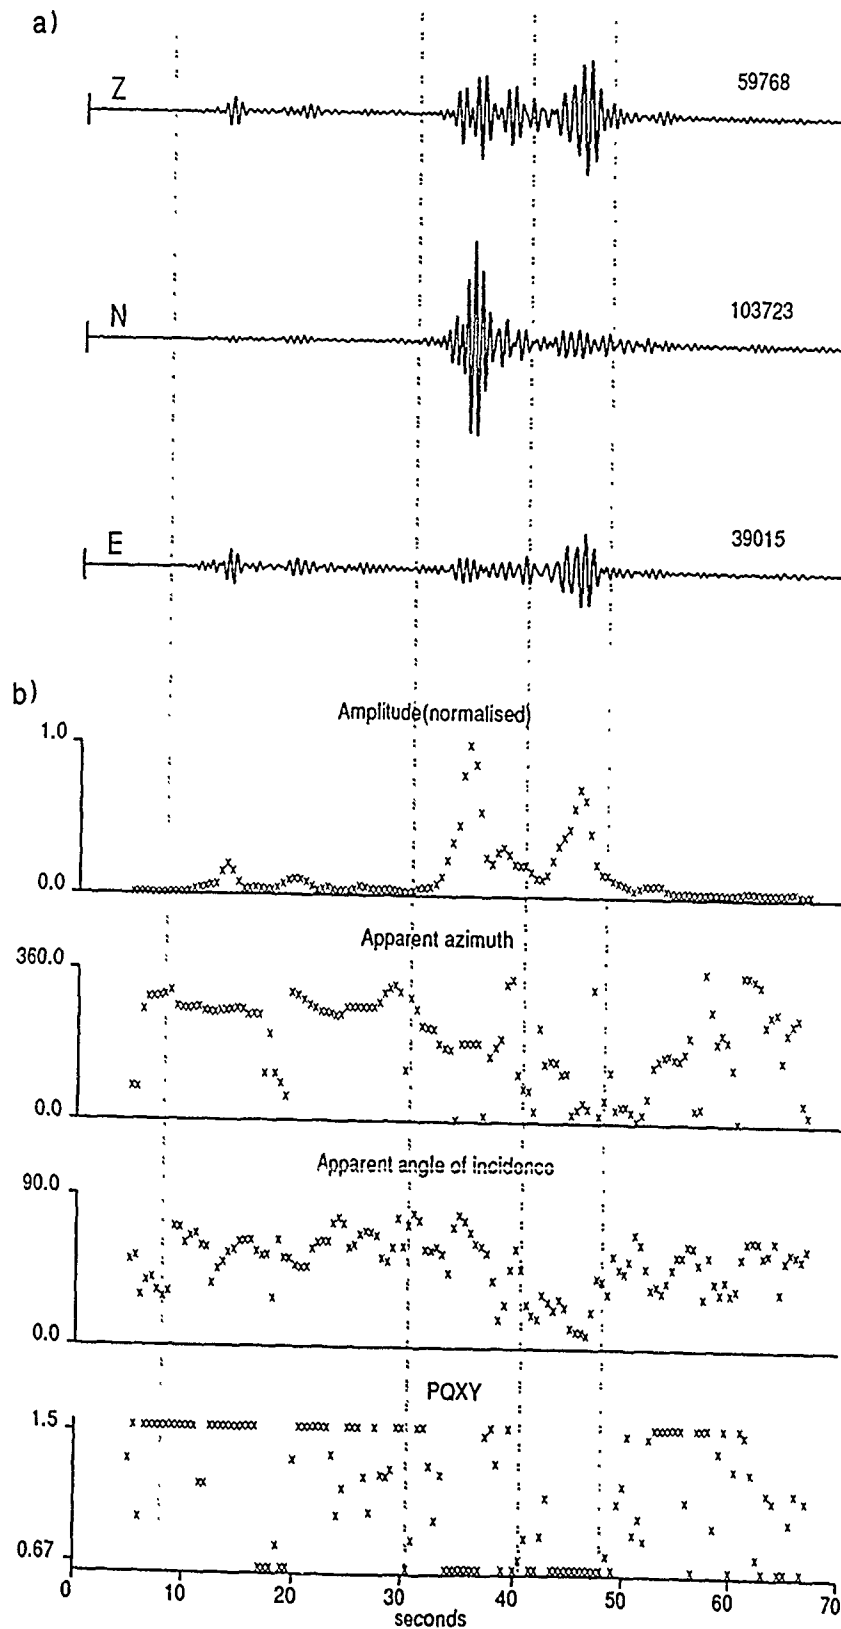 a)
Z
59768
N
103723
E
39015
b)
Amplitude (normalised)
1.0
0.0
Apparent azimuth
360.0
0.0
Apparent angle of incidence
90.0
0.0
PQXY
1.5
0.67
0 10 20 30 40 50 60 70
seconds